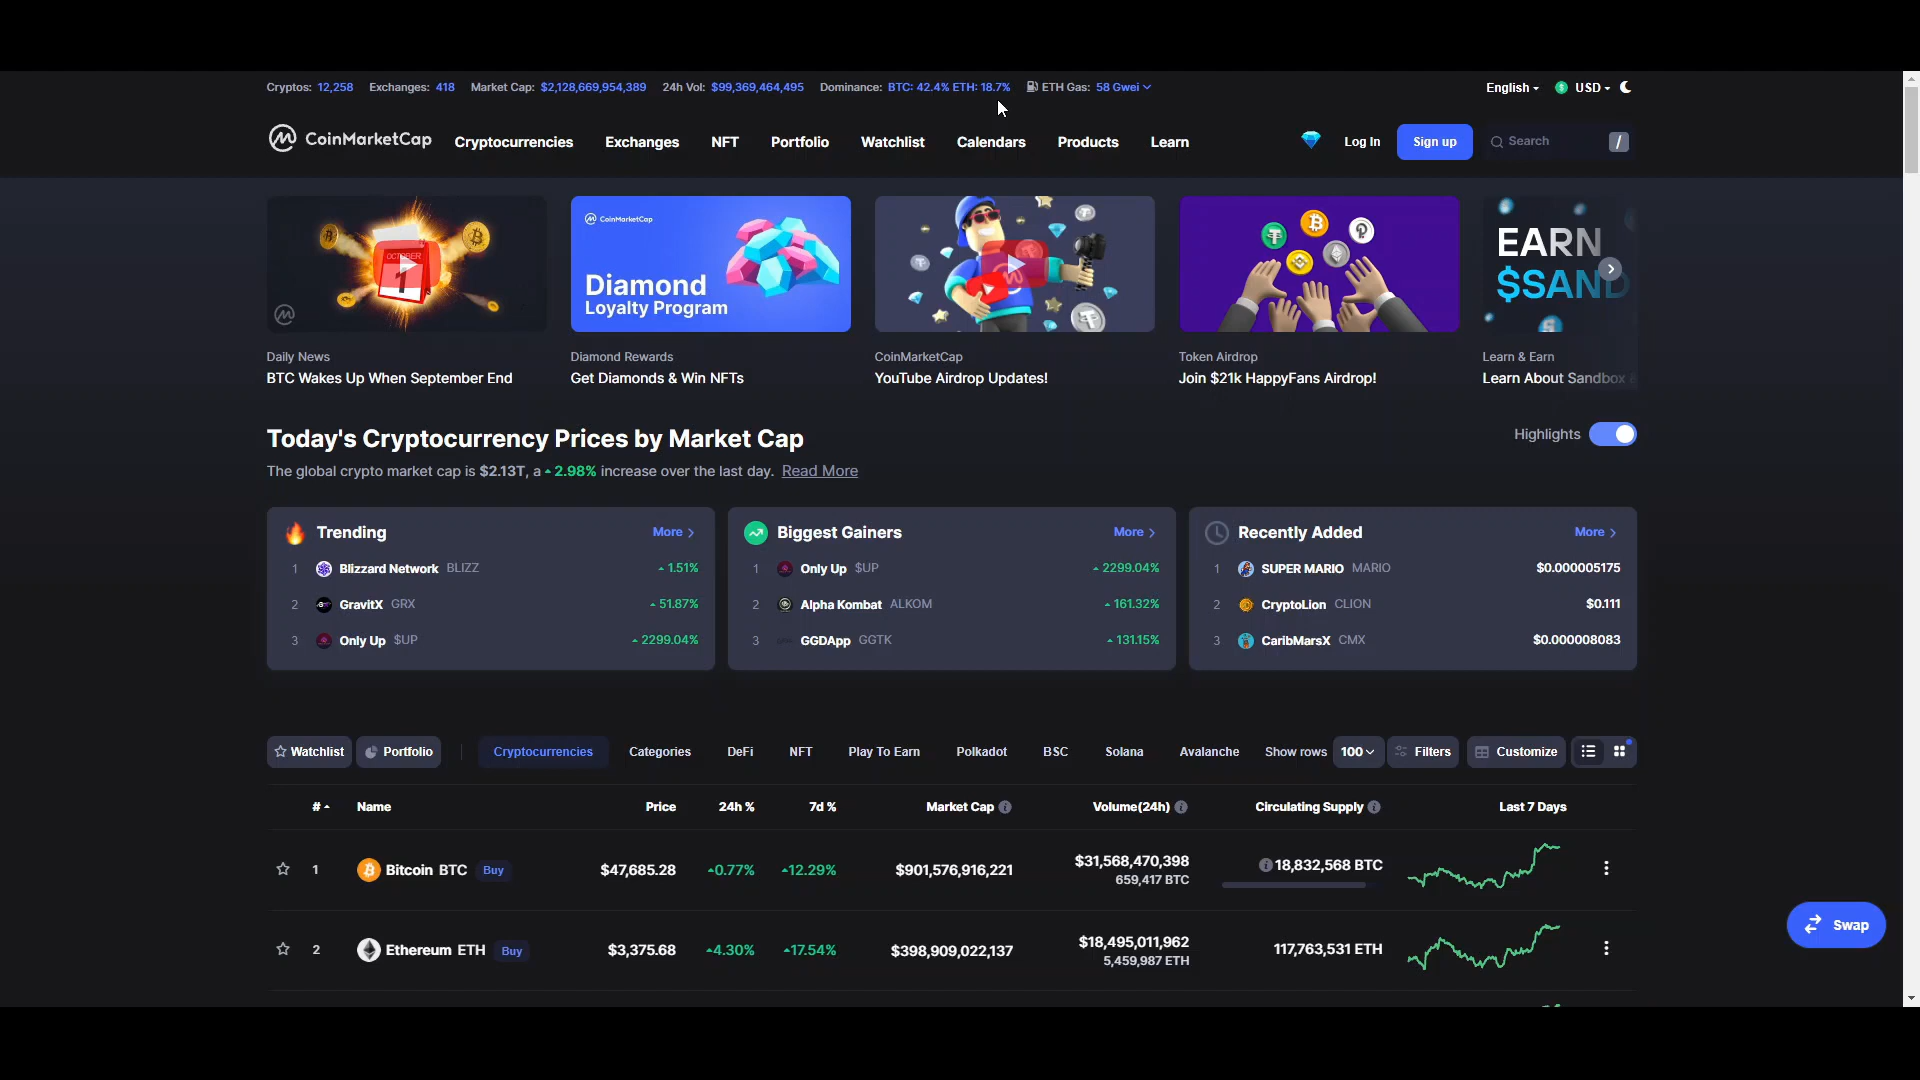 Cryptos: 12,258 Exchanges: 418 Market Cap: $2,128,669,954,389 24h Vol: $99,369,464,495 Dominance: BTC: 42.4% ETH: 18.7% ETH Gas: 58 Gwei English USD
CoinMarketCap Cryptocurrencies Exchanges NFT Portfolio Watchlist Calendars Products Learn Log In Sign up Search /
OCTOBER
1
CoinMarketCap
Diamond
Loyalty Program
EARN
$SAND
Daily News
BTC Wakes Up When September End
Diamond Rewards
Get Diamonds & Win NFTs
CoinMarketCap
YouTube Airdrop Updates!
Token Airdrop
Join $21k HappyFans Airdrop!
Learn & Earn
Learn About Sandbox &
Today's Cryptocurrency Prices by Market Cap
Highlights
The global crypto market cap is $2.13T, a 2.98% increase over the last day. Read More
Trending More
1 Blizzard Network BLIZZ 1.51%
2 GravitX GRX 51.87%
3 Only Up $UP 2299.04%
Biggest Gainers More
1 Only Up $UP 2299.04%
2 Alpha Kombat ALKOM 161.32%
3 GGDApp GGTK 131.15%
Recently Added More
1 SUPER MARIO MARIO $0.000005175
2 CryptoLion CLION $0.111
3 CaribMarsX CMX $0.000008083
Watchlist Portfolio Cryptocurrencies Categories DeFi NFT Play To Earn Polkadot BSC Solana Avalanche Show rows 100 Filters Customize
# Name Price 24h % 7d % Market Cap Volume(24h) Circulating Supply Last 7 Days
1 Bitcoin BTC Buy $47,685.28 0.77% 12.29% $901,576,916,221 $31,568,470,398 18,832,568 BTC
659,417 BTC
2 Ethereum ETH Buy $3,375.68 4.30% 17.54% $398,909,022,137 $18,495,011,962 117,763,531 ETH
5,459,987 ETH
Swap